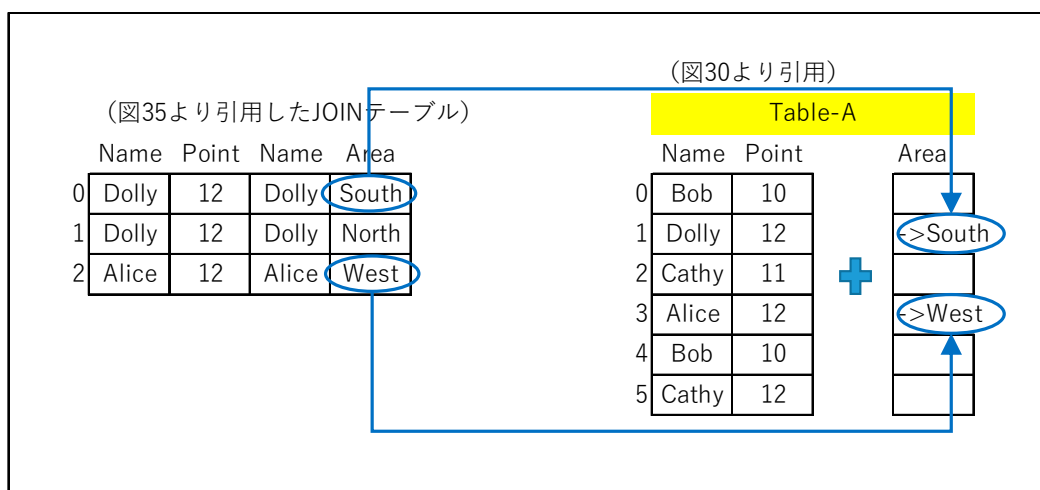 (図30より引用)
(図35より引用したJOINテーブル)
Table-A
Name Point Name Area
Name Point Area
0 Dolly 12 Dolly South
0 Bob 10
1 Dolly 12 Dolly North
1 Dolly 12 ->South
2 Alice 12 Alice West
2 Cathy 11
3 Alice 12 ->West
4 Bob 10
5 Cathy 12